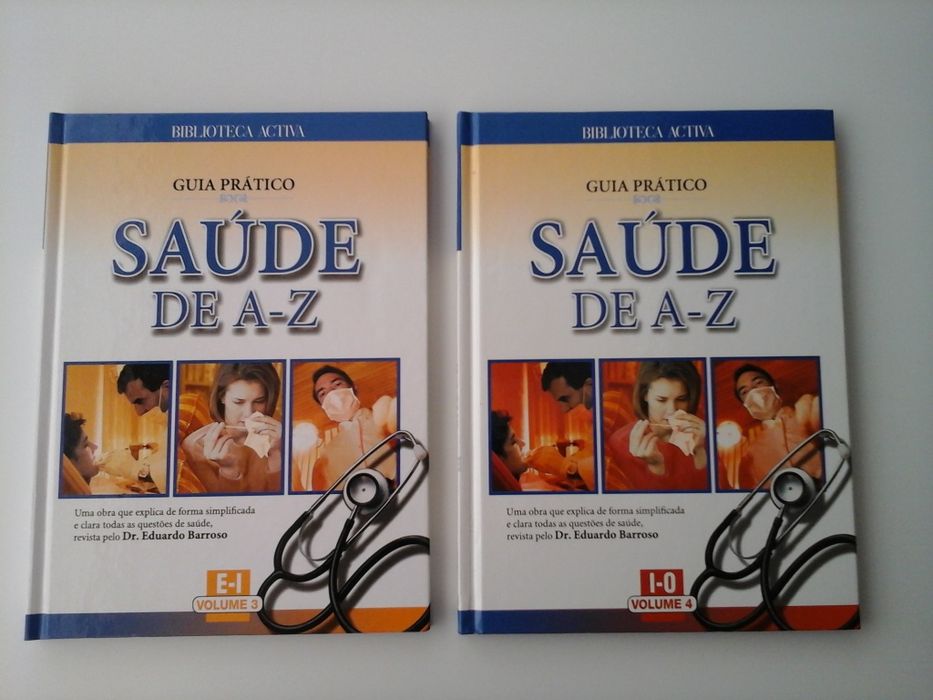 BIBLIOTECA ACTIVA
GUIA PRÁTICO
SAÚDE
DE A-Z
Uma obra que explica de forma simplificada
e clara todas as questões de saúde,
revista pelo Dr. Eduardo Barroso
E-I
VOLUME 3
BIBLIOTECA ACTIVA
GUIA PRÁTICO
SAÚDE
DE A-Z
Uma obra que explica de forma simplificada
e clara todas as questões de saúde,
revista pelo Dr. Eduardo Barroso
I-O
VOLUME 4